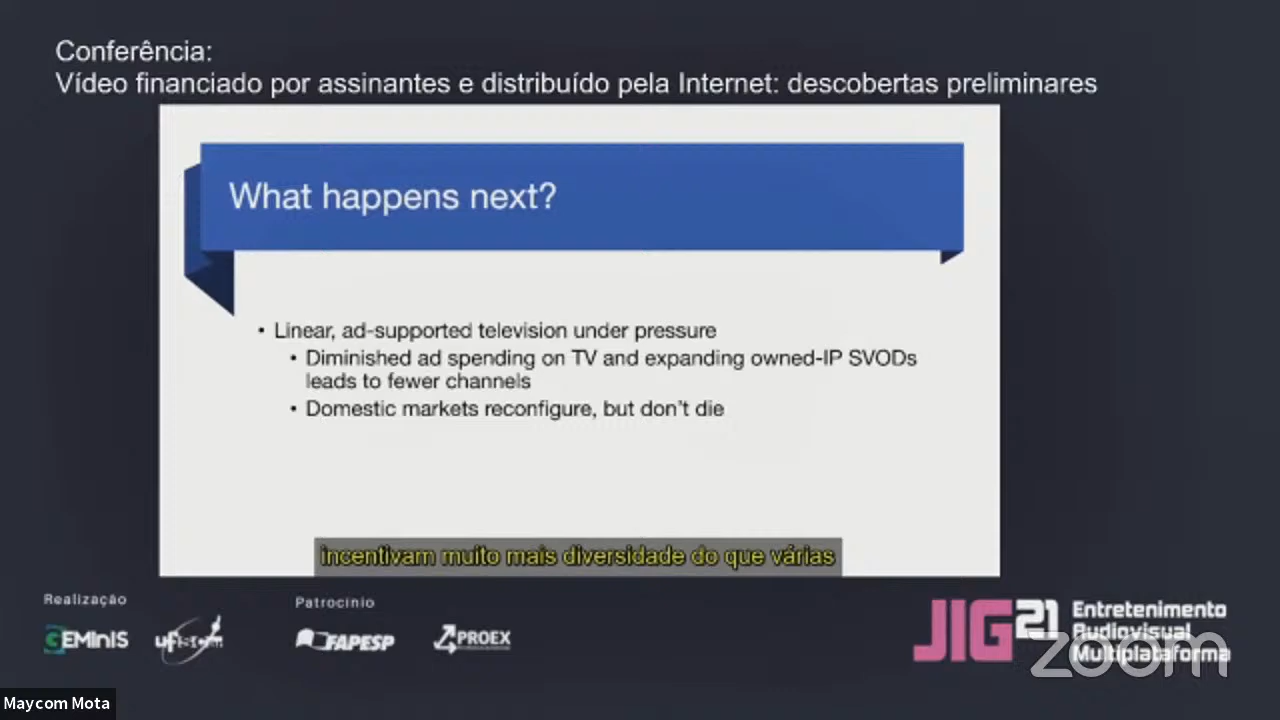 Conferência:
Vídeo financiado por assinantes e distribuído pela Internet: descobertas preliminares
What happens next?
• Linear, ad-supported television under pressure
• Diminished ad spending on TV and expanding owned-IP SVODs
leads to fewer channels
• Domestic markets reconfigure, but don't die
incentivam muito mais diversidade do que várias
Realização
GEMInIS
Patrocínio
FAPESP
PROEX
JIG 21
Entretenimento
Audiovisual
Multiplataforma
zoom
Maycom Mota